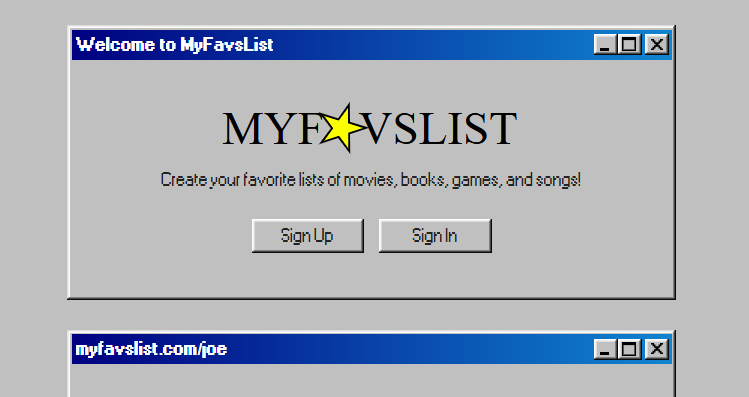 Welcome to MyFavsList
MYF★VSLIST
Create your favorite lists of movies, books, games, and songs!
Sign Up Sign In
myfavslist.com/joe